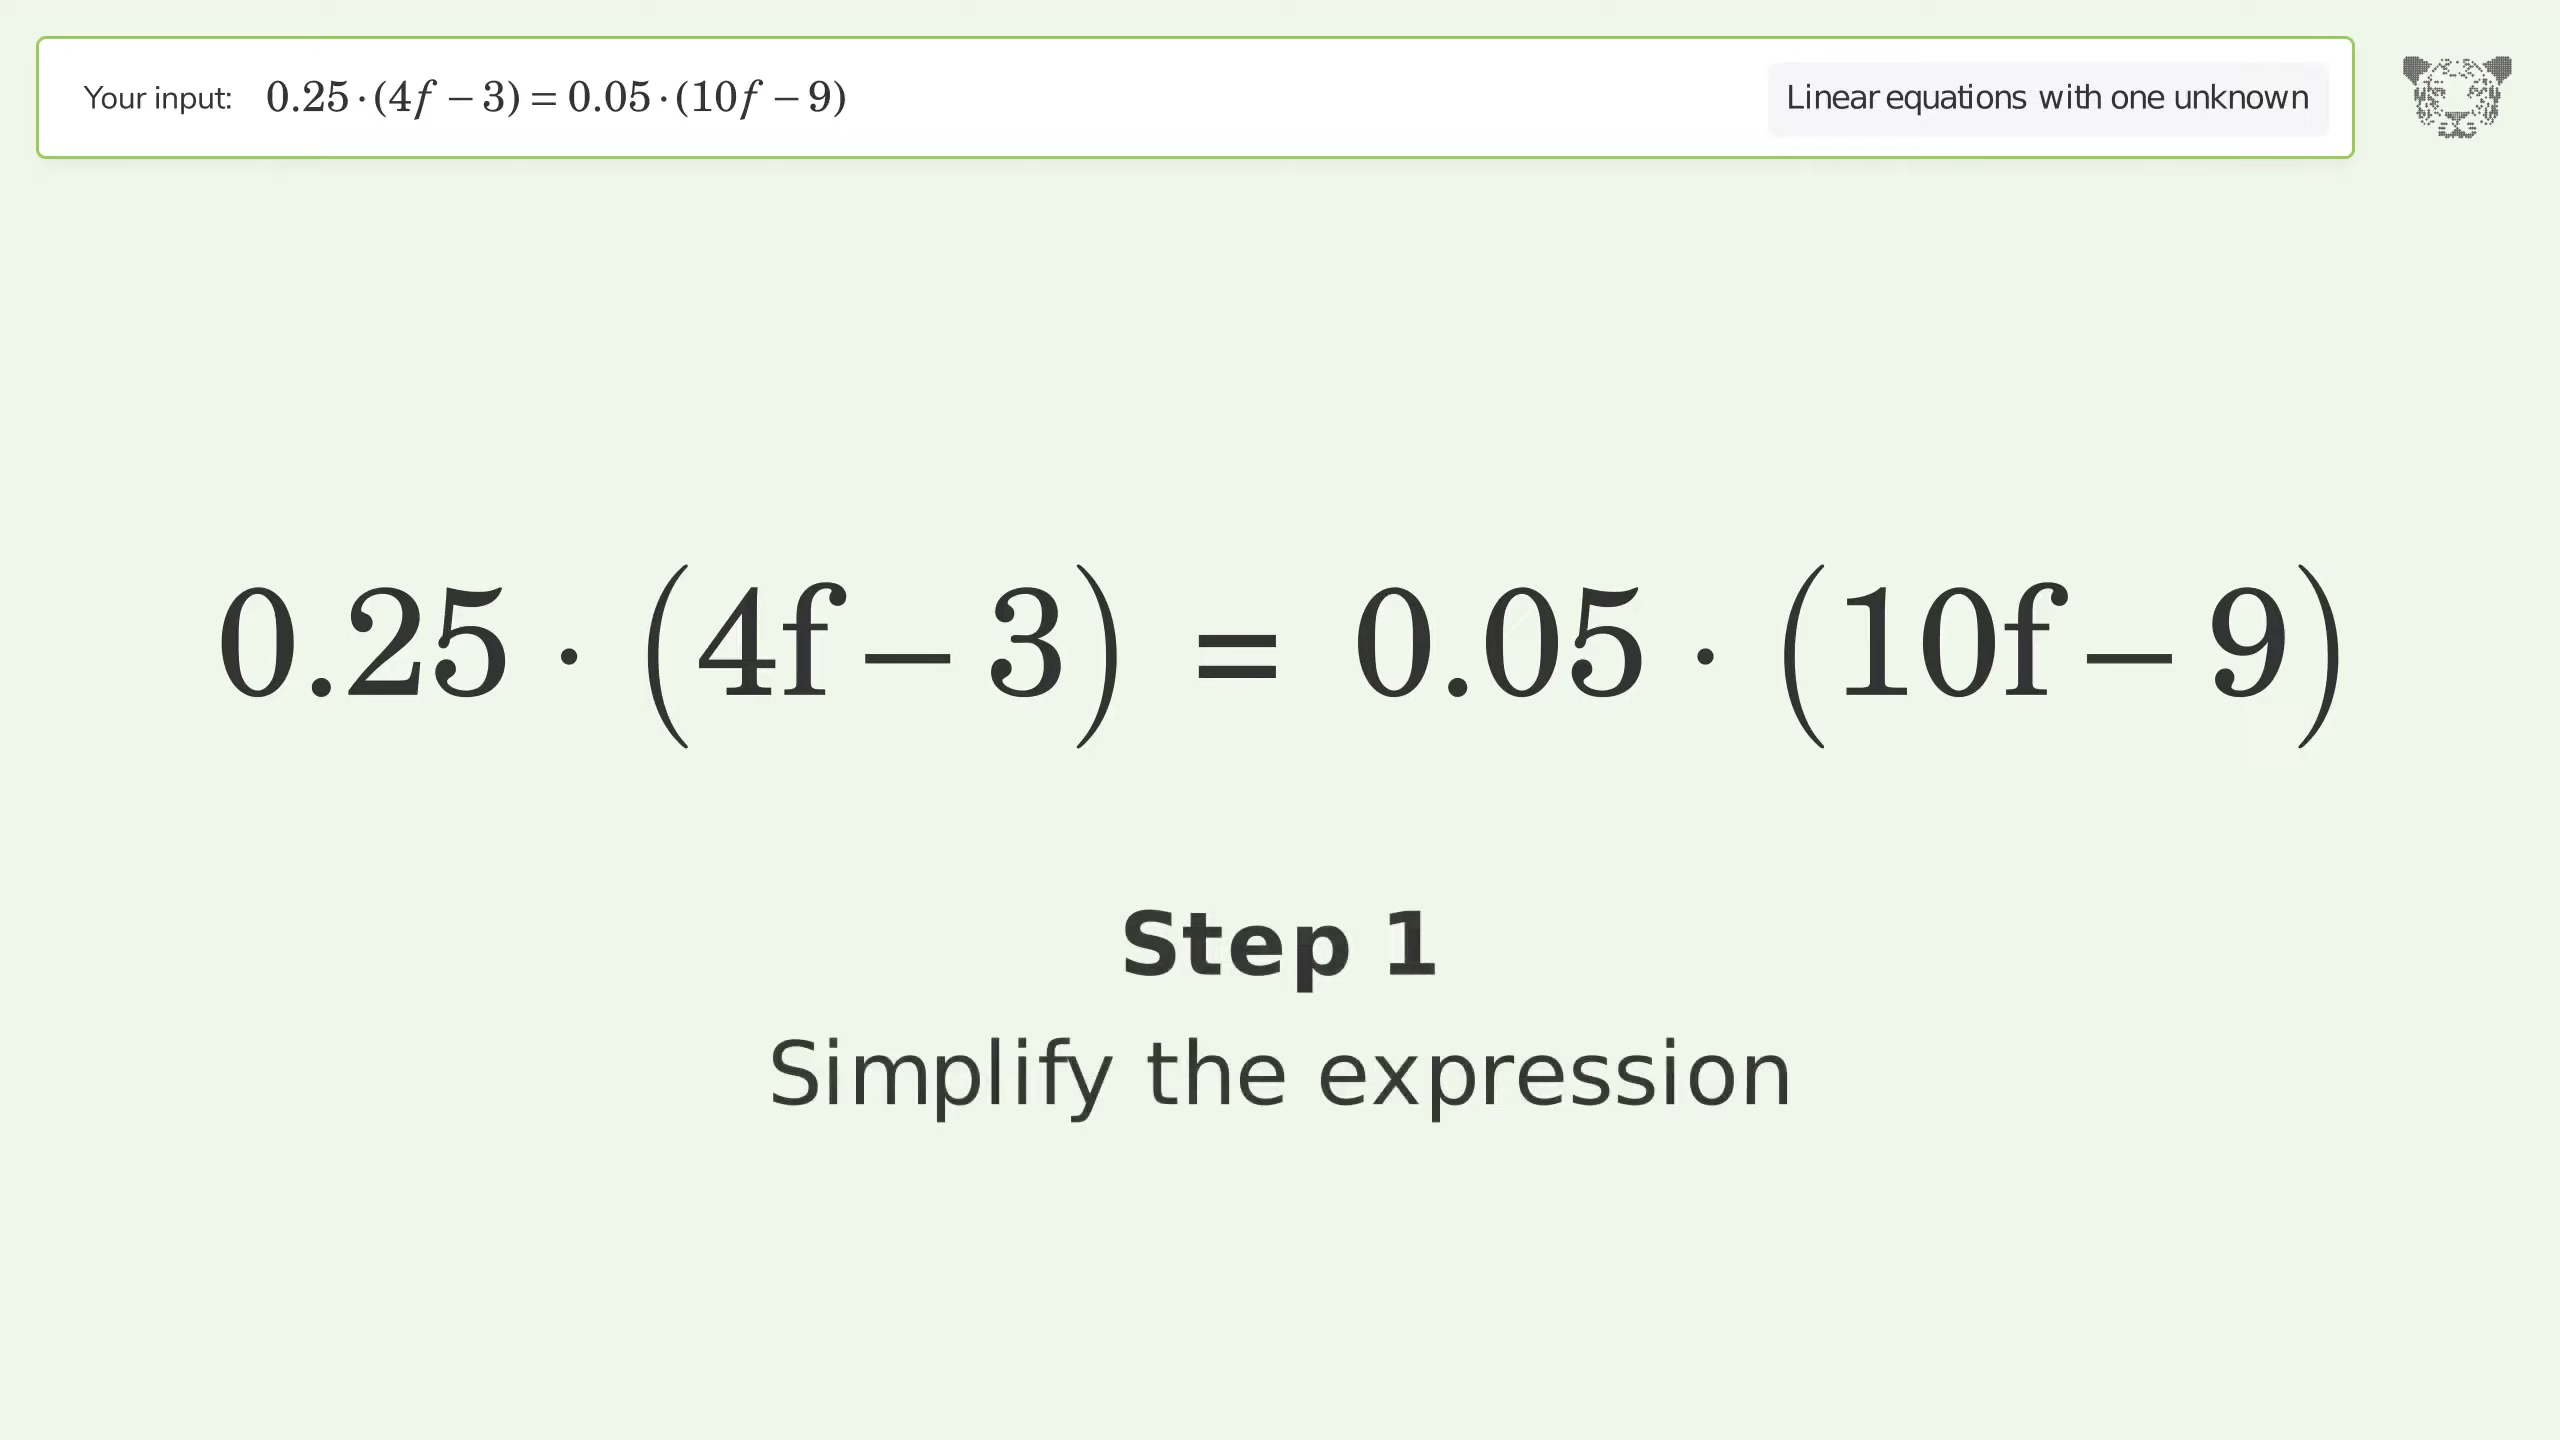 Your input: 0.25·(4f−3)=0.05·(10f−9)
Linear equations with one unknown
0.25 · (4f−3) = 0.05 · (10f−9)
Step 1
Simplify the expression